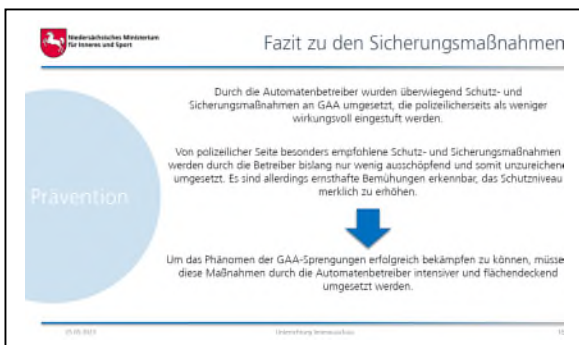 Niedersächsisches Ministerium
für Inneres und Sport
Fazit zu den Sicherungsmaßnahmen
Durch die Automatenbetreiber wurden überwiegend Schutz- und
Sicherungsmaßnahmen an GAA umgesetzt, die polizeilicherseits als weniger
wirkungsvoll eingestuft werden.
Von polizeilicher Seite besonders empfohlene Schutz- und Sicherungsmaßnahmen
werden durch die Betreiber bislang nur wenig ausschöpfend und somit unzureichend
umgesetzt. Es sind allerdings ernsthafte Bemühungen erkennbar, das Schutzniveau
merklich zu erhöhen.
Prävention
Um das Phänomen der GAA-Sprengungen erfolgreich bekämpfen zu können, müsse
diese Maßnahmen durch die Automatenbetreiber intensiver und flächendeckend
umgesetzt werden.
Unterrichtung Innenausschuss